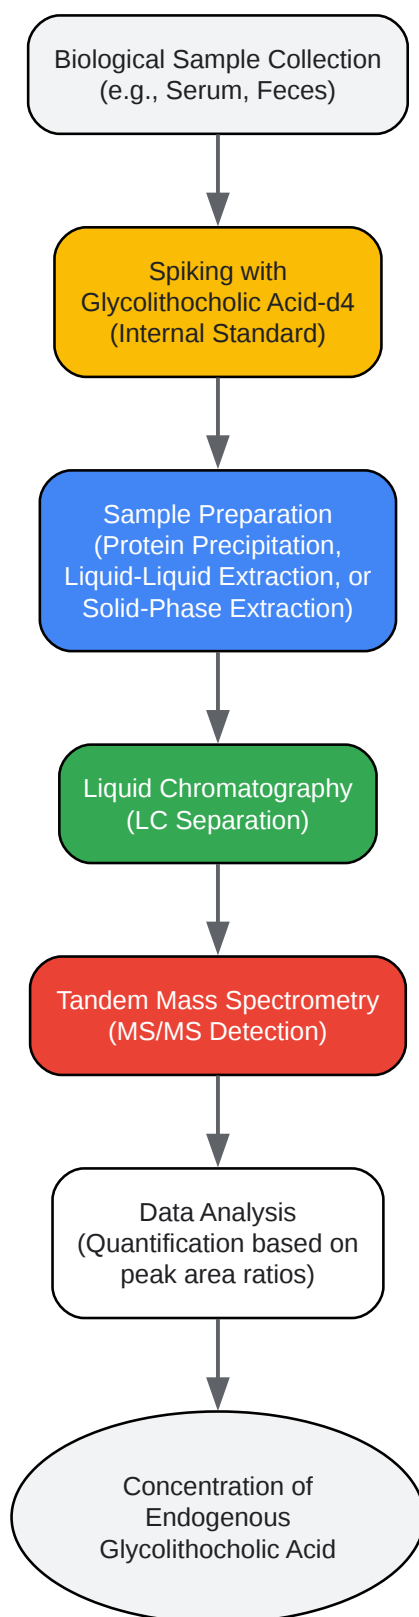 Biological Sample Collection
(e.g., Serum, Feces)
Spiking with
Glycolithocholic Acid-d4
(Internal Standard)
Sample Preparation
(Protein Precipitation,
Liquid-Liquid Extraction, or
Solid-Phase Extraction)
Liquid Chromatography
(LC Separation)
Tandem Mass Spectrometry
(MS/MS Detection)
Data Analysis
(Quantification based on
peak area ratios)
Concentration of
Endogenous
Glycolithocholic Acid